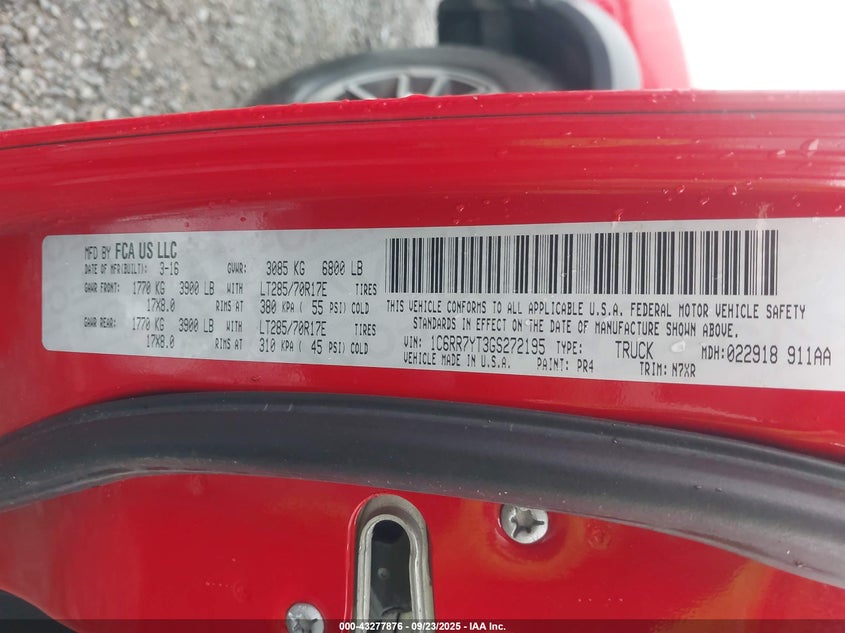 MFD BY FCA US LLC
DATE OF MFR(BUILT): 3-16 GVWR: 3085 KG 6800 LB
GAWR FRONT: 1770 KG 3900 LB WITH LT285/70R17E TIRES
17X8.0 RIMS AT 380 KPA ( 55 PSI) COLD
GAWR REAR: 1770 KG 3900 LB WITH LT285/70R17E TIRES
17X8.0 RIMS AT 310 KPA ( 45 PSI) COLD
THIS VEHICLE CONFORMS TO ALL APPLICABLE U.S.A. FEDERAL MOTOR VEHICLE SAFETY
STANDARDS IN EFFECT ON THE DATE OF MANUFACTURE SHOWN ABOVE.
VIN: 1C6RR7YT3GS272195 TYPE: TRUCK MDH: 022918 911AA
VEHICLE MADE IN U.S.A. PAINT: PR4 TRIM: N7XR
000-43277876 - 09/23/2025 - IAA Inc.